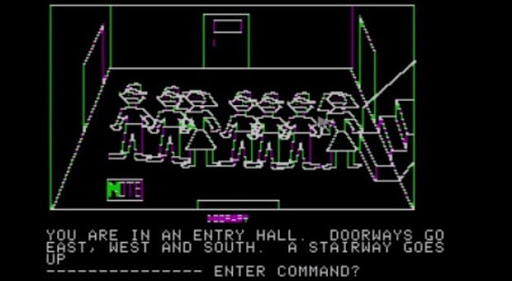 NOTE
DOORWAY
YOU ARE IN AN ENTRY HALL. DOORWAYS GO
EAST, WEST AND SOUTH. A STAIRWAY GOES
UP
--------------- ENTER COMMAND?